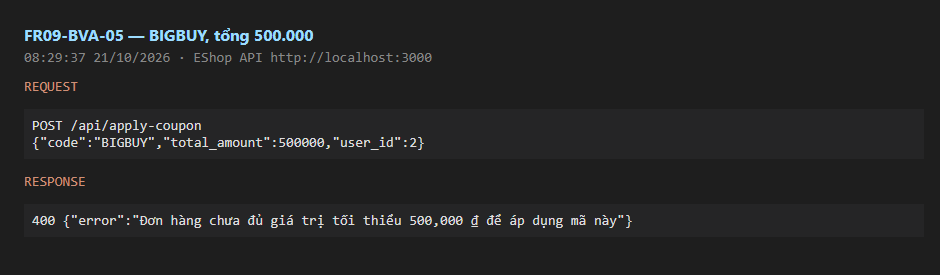 FR09-BVA-05 — BIGBUY, tổng 500.000
08:29:37 21/10/2026 · EShop API http://localhost:3000
REQUEST
POST /api/apply-coupon
{"code":"BIGBUY","total_amount":500000,"user_id":2}
RESPONSE
400 {"error":"Đơn hàng chưa đủ giá trị tối thiểu 500,000 ₫ để áp dụng mã này"}